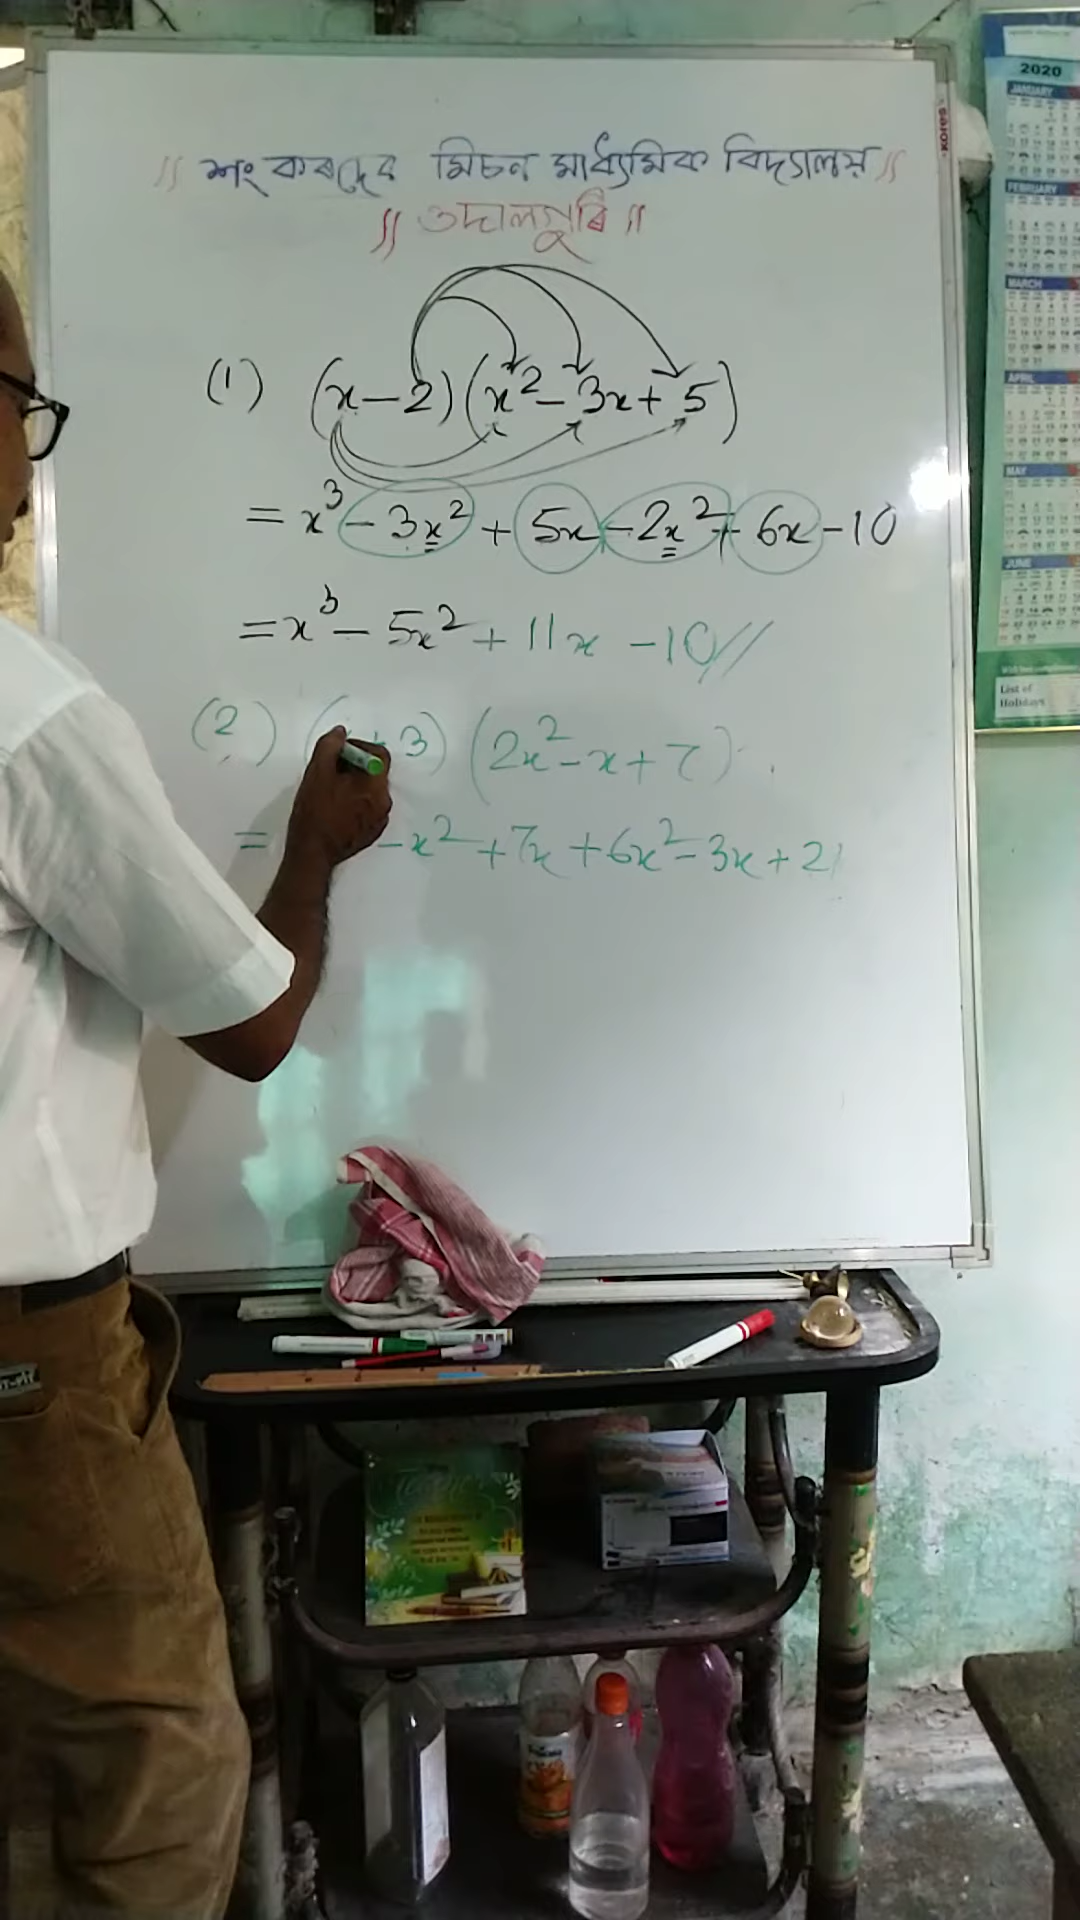 // শংকৰদেৱ মিচন মাধ্যমিক বিদ্যালয় //
// ওদালগুৰি //
(1) (x-2)(x²-3x+5)
= x³-3x²+5x-2x²+6x-10
= x³-5x²+11x-10//
(2) ( +3)(2x²-x+7)
= -x²+7x+6x²-3x+21
kores
2020
JANUARY
FEBRUARY
MARCH
APRIL
MAY
JUNE
List of
Holidays